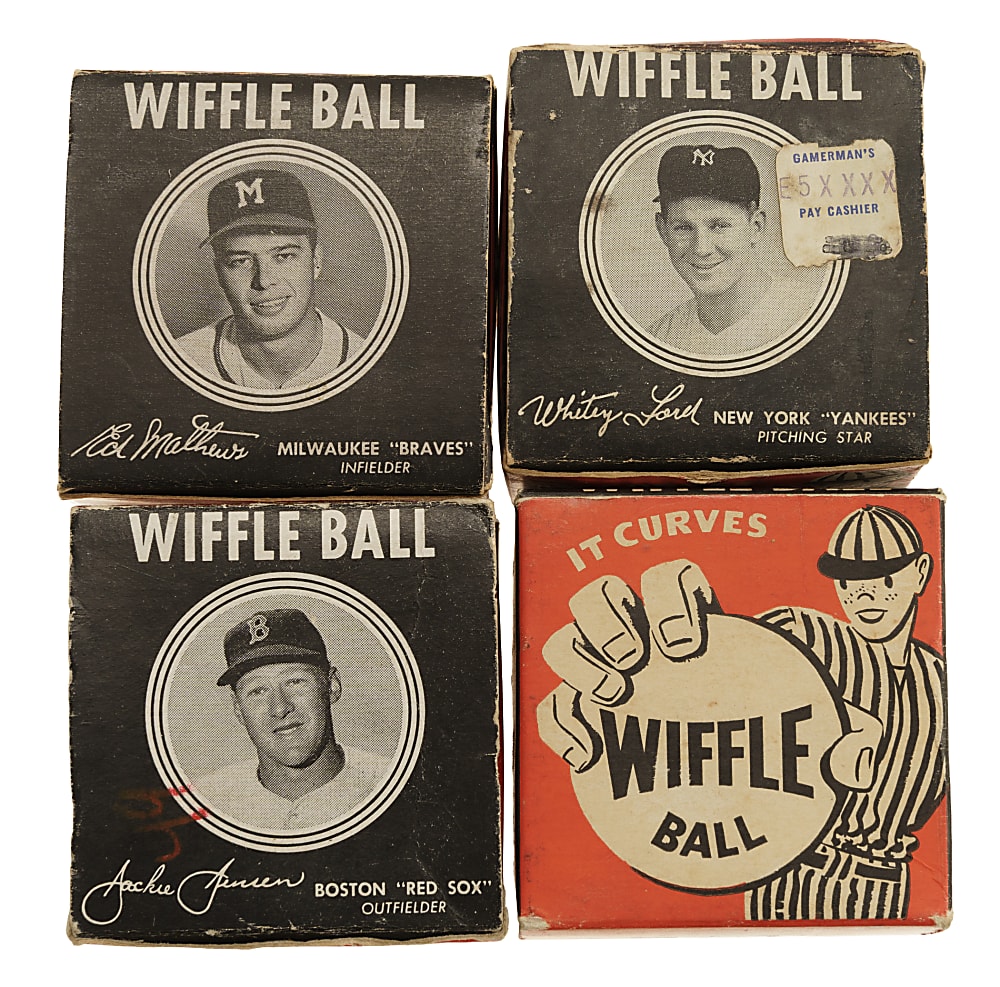 WIFFLE BALL
M
Ed Mathews
MILWAUKEE "BRAVES"
INFIELDER
WIFFLE BALL
NY
GAMERMAN'S
5 X X X X
PAY CASHIER
Whitey Ford
NEW YORK "YANKEES"
PITCHING STAR
WIFFLE BALL
B
Jackie Jensen
BOSTON "RED SOX"
OUTFIELDER
IT CURVES
WIFFLE
BALL